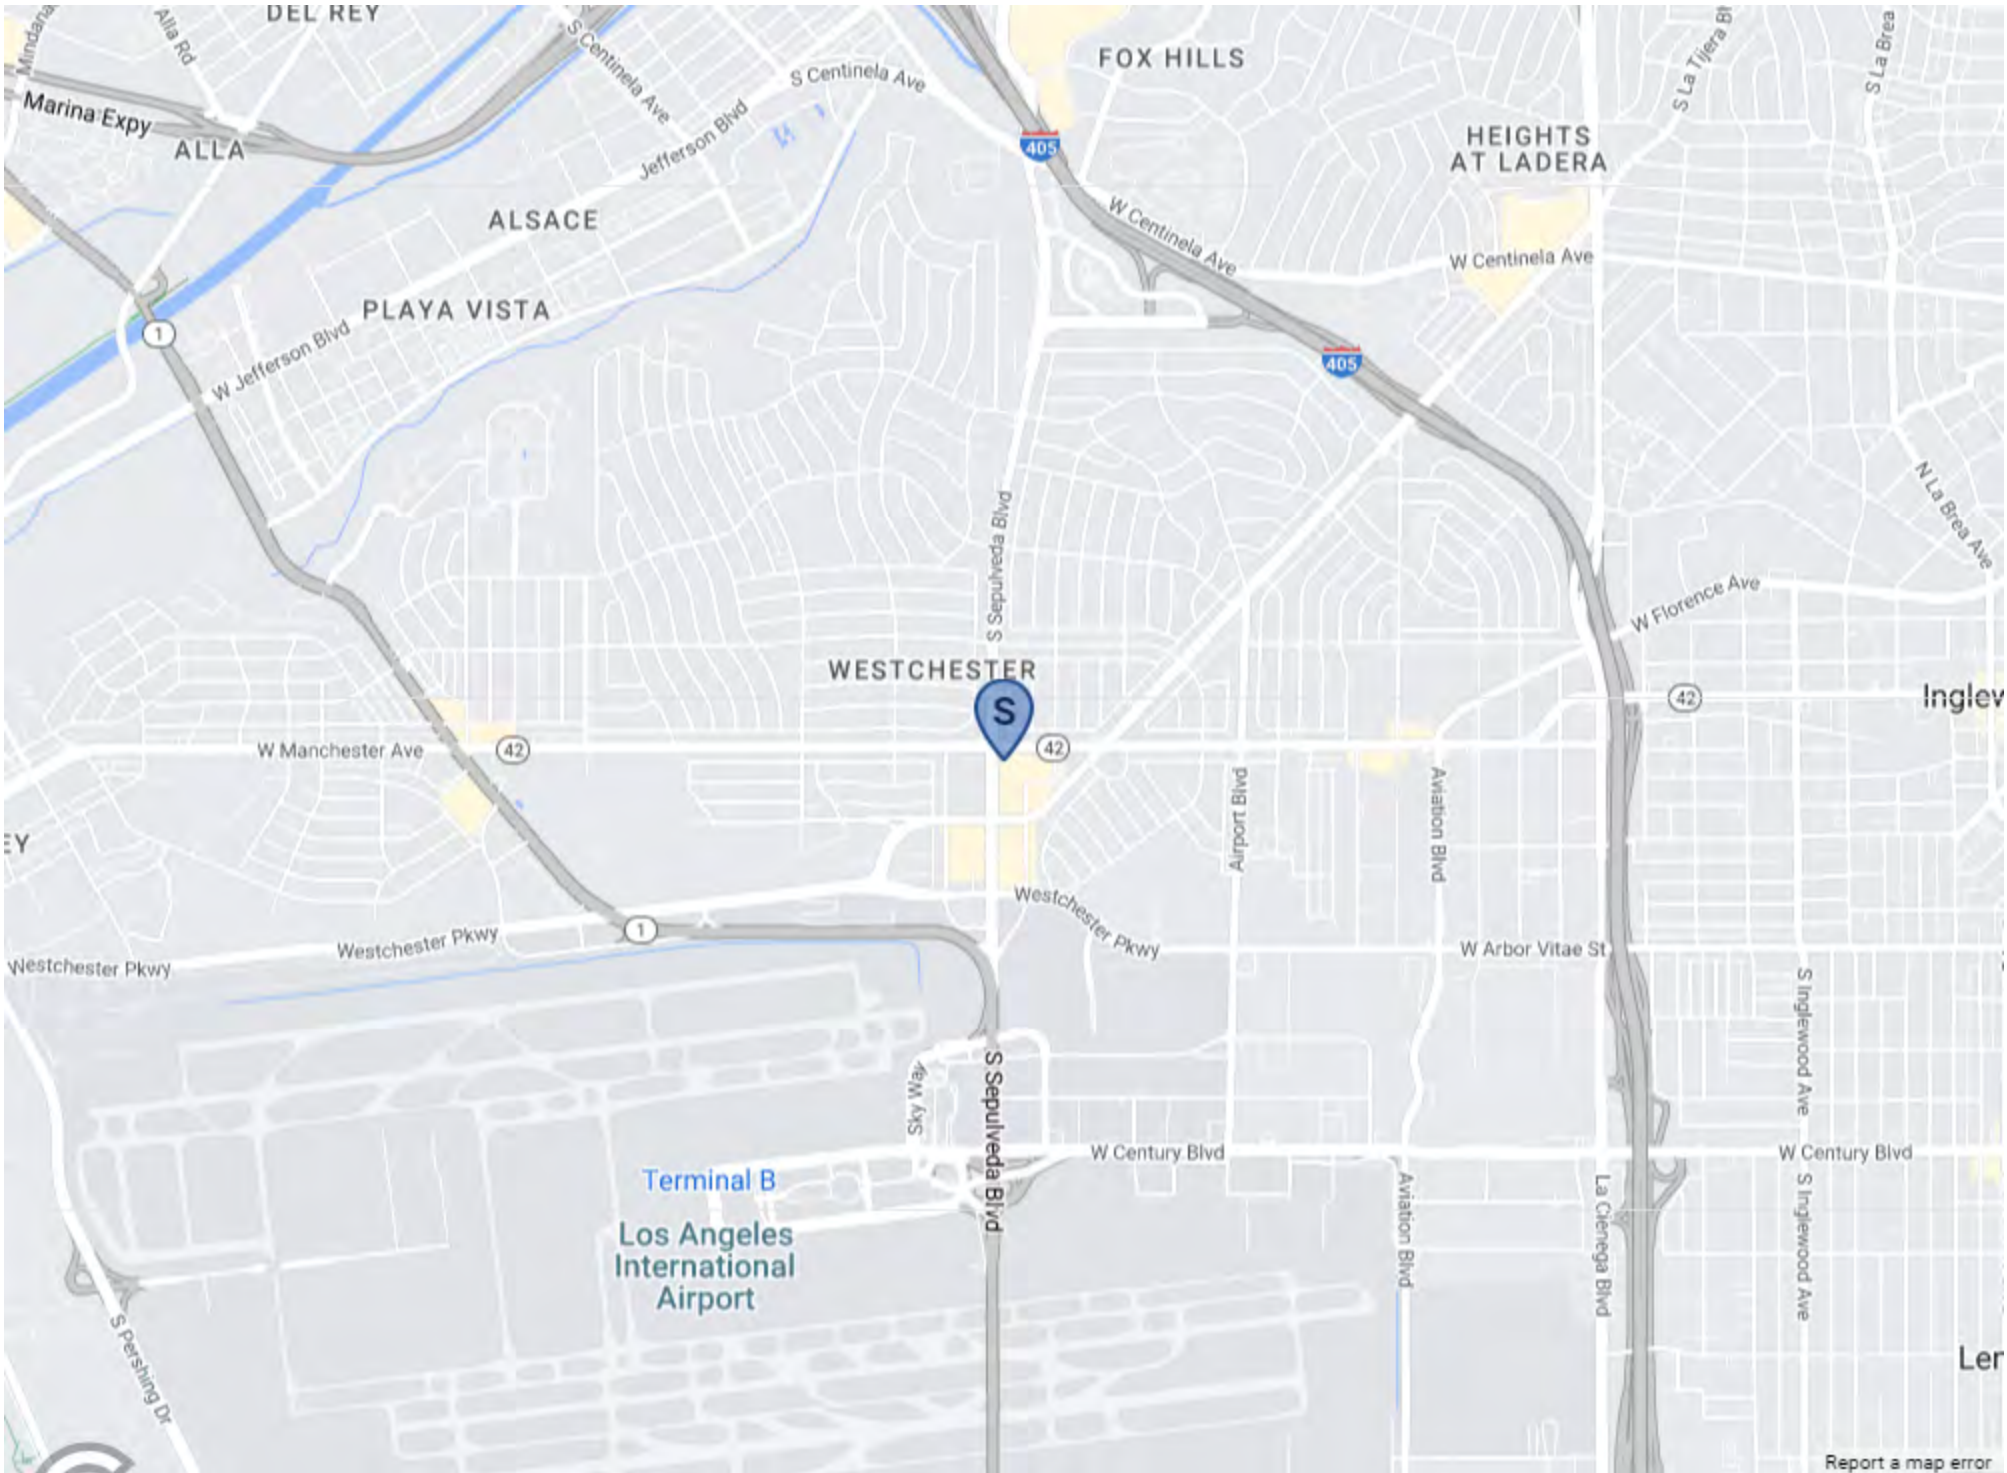 DEL REY
Mindana
Alla Rd
S Centinela Ave
S Centinela Ave
FOX HILLS
S La Tijera Bl
S La Brea
Marina Expy
ALLA
Jefferson Blvd
405
HEIGHTS
AT LADERA
ALSACE
W Centinela Ave
W Centinela Ave
PLAYA VISTA
1
W Jefferson Blvd
405
N La Brea Ave
S Sepulveda Blvd
W Florence Ave
WESTCHESTER
S
42
Inglew
W Manchester Ave
42
42
Airport Blvd
Aviation Blvd
EY
Westchester Pkwy
1
Westchester Pkwy
W Arbor Vitae St
Westchester Pkwy
S Inglewood Ave
Sky Way
S Sepulveda Blvd
W Century Blvd
W Century Blvd
Terminal B
Los Angeles
International
Airport
Aviation Blvd
La Cienega Blvd
S Inglewood Ave
S Pershing Dr
Len
Report a map error